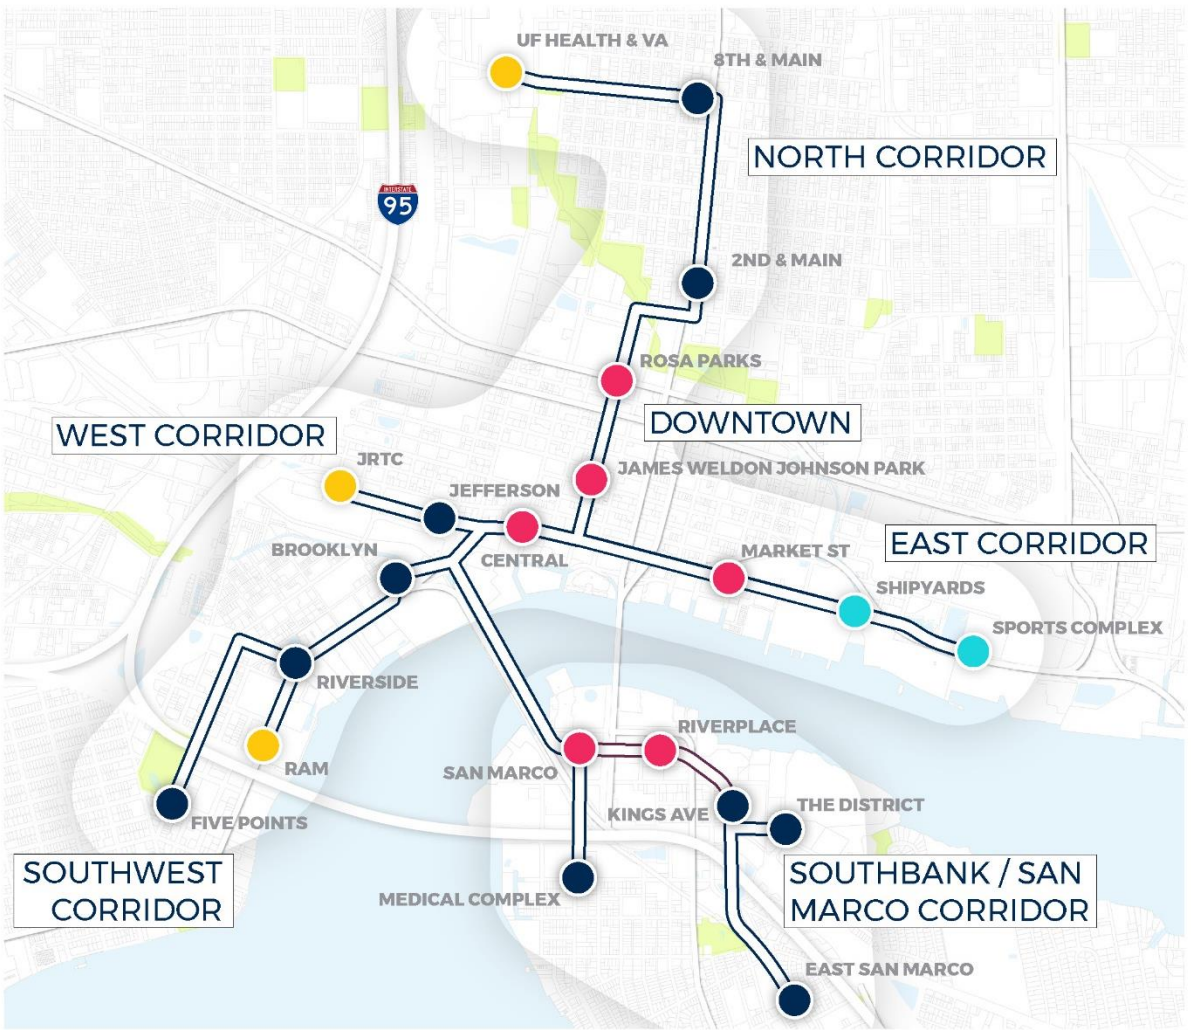 UF HEALTH & VA
8TH & MAIN
NORTH CORRIDOR
INTERSTATE
95
2ND & MAIN
ROSA PARKS
DOWNTOWN
WEST CORRIDOR
JRTC
JAMES WELDON JOHNSON PARK
JEFFERSON
BROOKLYN
CENTRAL
MARKET ST
EAST CORRIDOR
SHIPYARDS
SPORTS COMPLEX
RIVERSIDE
RAM
FIVE POINTS
SAN MARCO
RIVERPLACE
KINGS AVE
THE DISTRICT
SOUTHWEST
CORRIDOR
MEDICAL COMPLEX
SOUTHBANK / SAN
MARCO CORRIDOR
EAST SAN MARCO